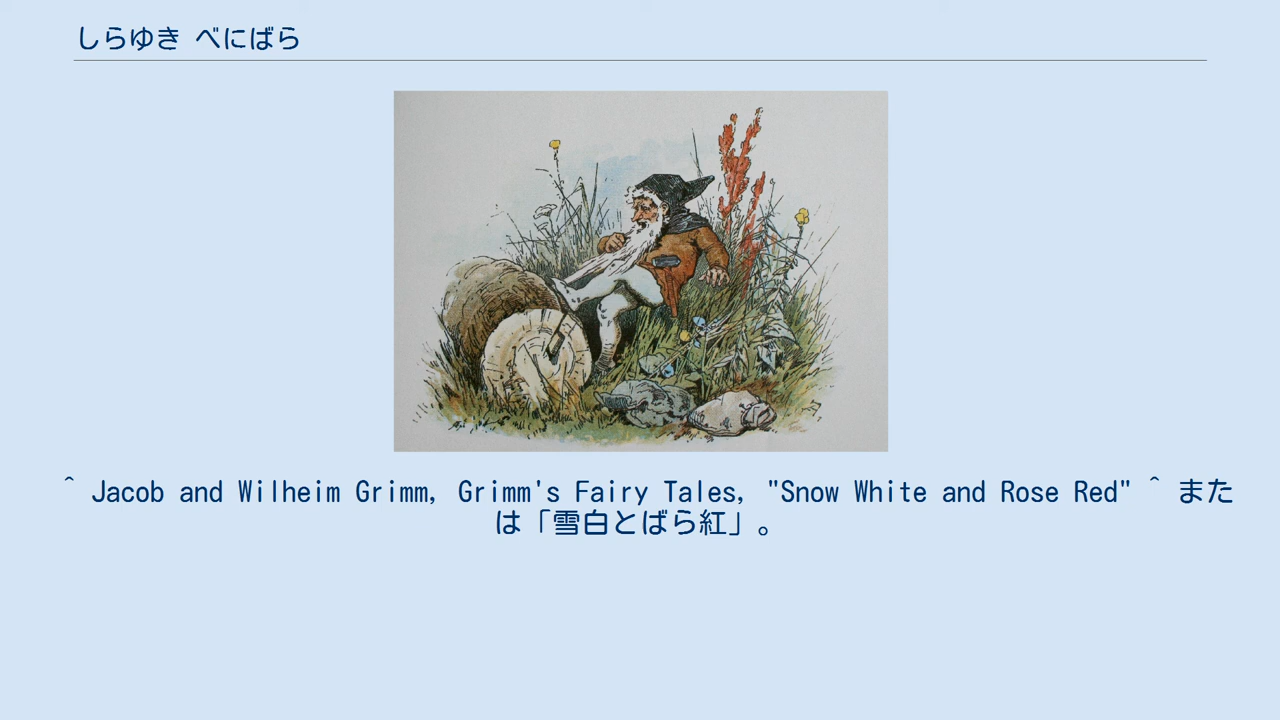 しらゆき べにばら
^ Jacob and Wilheim Grimm, Grimm's Fairy Tales, "Snow White and Rose Red" ^ また
は「雪白とばら紅」。